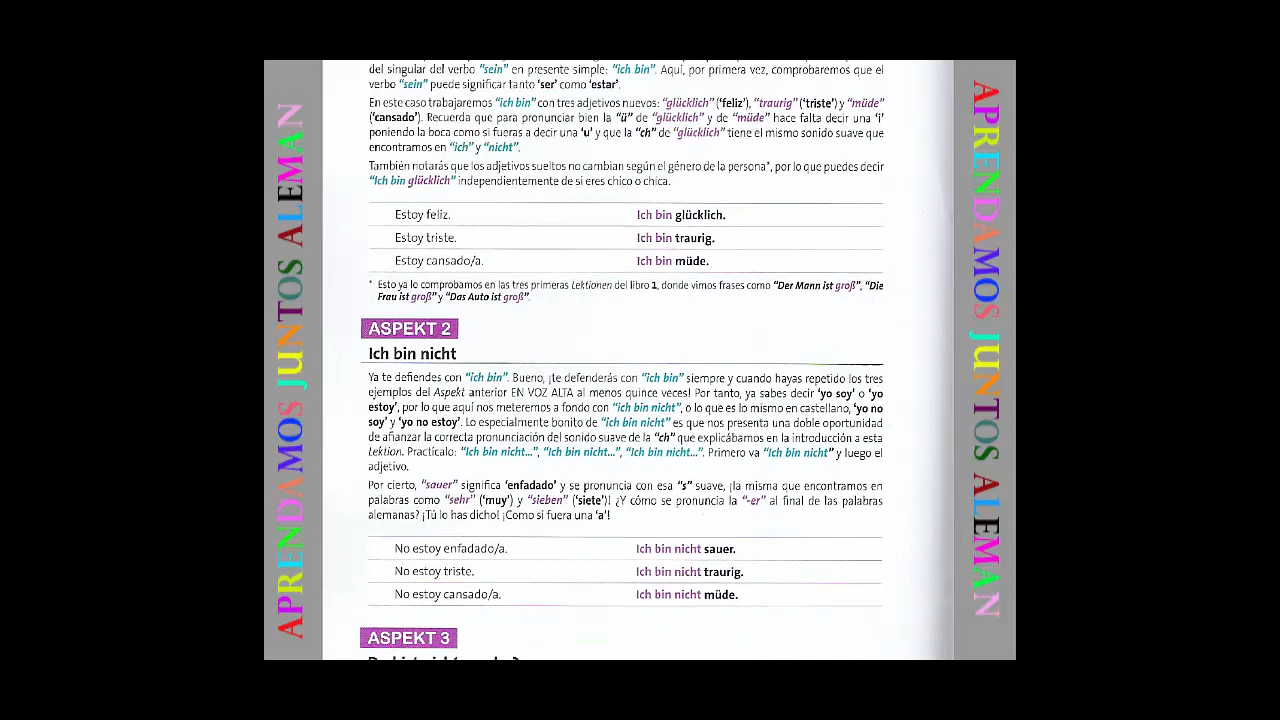 del singular del verbo “sein” en presente simple: “ich bin”. Aquí, por primera vez, comprobaremos que el
verbo “sein” puede significar tanto ‘ser’ como ‘estar’.
En este caso trabajaremos “ich bin” con tres adjetivos nuevos: “glücklich” (‘feliz’), “traurig” (‘triste’) y “müde”
(‘cansado’). Recuerda que para pronunciar bien la “ü” de “glücklich” y de “müde” hace falta decir una ‘i’
poniendo la boca como si fueras a decir una ‘u’ y que la “ch” de “glücklich” tiene el mismo sonido suave que
encontramos en “ich” y “nicht”.
También notarás que los adjetivos sueltos no cambian según el género de la persona*, por lo que puedes decir
“Ich bin glücklich” independientemente de si eres chico o chica.
Estoy feliz. Ich bin glücklich.
Estoy triste. Ich bin traurig.
Estoy cansado/a. Ich bin müde.
* Esto ya lo comprobamos en las tres primeras Lektionen del libro 1, donde vimos frases como “Der Mann ist groß”, “Die
Frau ist groß” y “Das Auto ist groß”.
ASPEKT 2
Ich bin nicht
Ya te defiendes con “ich bin”. Bueno, ¡te defenderás con “ich bin” siempre y cuando hayas repetido los tres
ejemplos del Aspekt anterior EN VOZ ALTA al menos quince veces! Por tanto, ya sabes decir ‘yo soy’ o ‘yo
estoy’, por lo que aquí nos meteremos a fondo con “ich bin nicht”, o lo que es lo mismo en castellano, ‘yo no
soy’ y ‘yo no estoy’. Lo especialmente bonito de “ich bin nicht” es que nos presenta una doble oportunidad
de afianzar la correcta pronunciación del sonido suave de la “ch” que explicábamos en la introducción a esta
Lektion. Practícalo: “Ich bin nicht…”, “Ich bin nicht…”, “Ich bin nicht…”. Primero va “Ich bin nicht” y luego el
adjetivo.
Por cierto, “sauer” significa ‘enfadado’ y se pronuncia con esa “s” suave, ¡la misma que encontramos en
palabras como “sehr” (‘muy’) y “sieben” (‘siete’)! ¿Y cómo se pronuncia la “-er” al final de las palabras
alemanas? ¡Tú lo has dicho! ¡Como si fuera una ‘a’!
No estoy enfadado/a. Ich bin nicht sauer.
No estoy triste. Ich bin nicht traurig.
No estoy cansado/a. Ich bin nicht müde.
ASPEKT 3
APRENDAMOS JUNTOS ALEMAN
APRENDAMOS JUNTOS ALEMAN